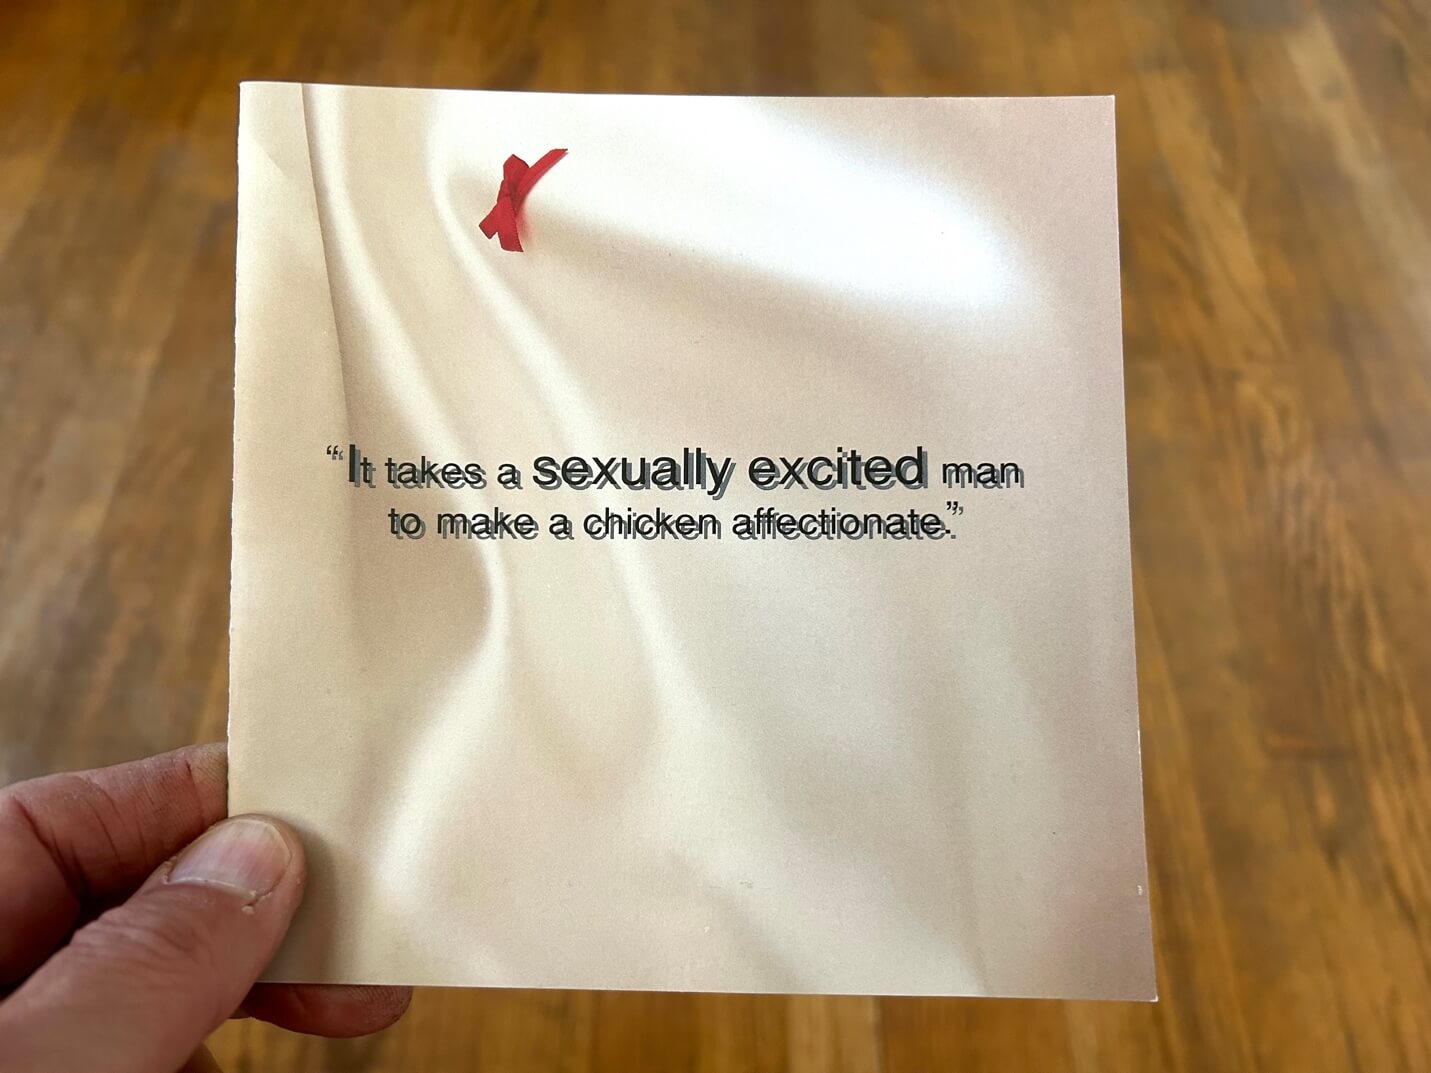 “It takes a sexually excited man
to make a chicken affectionate.”